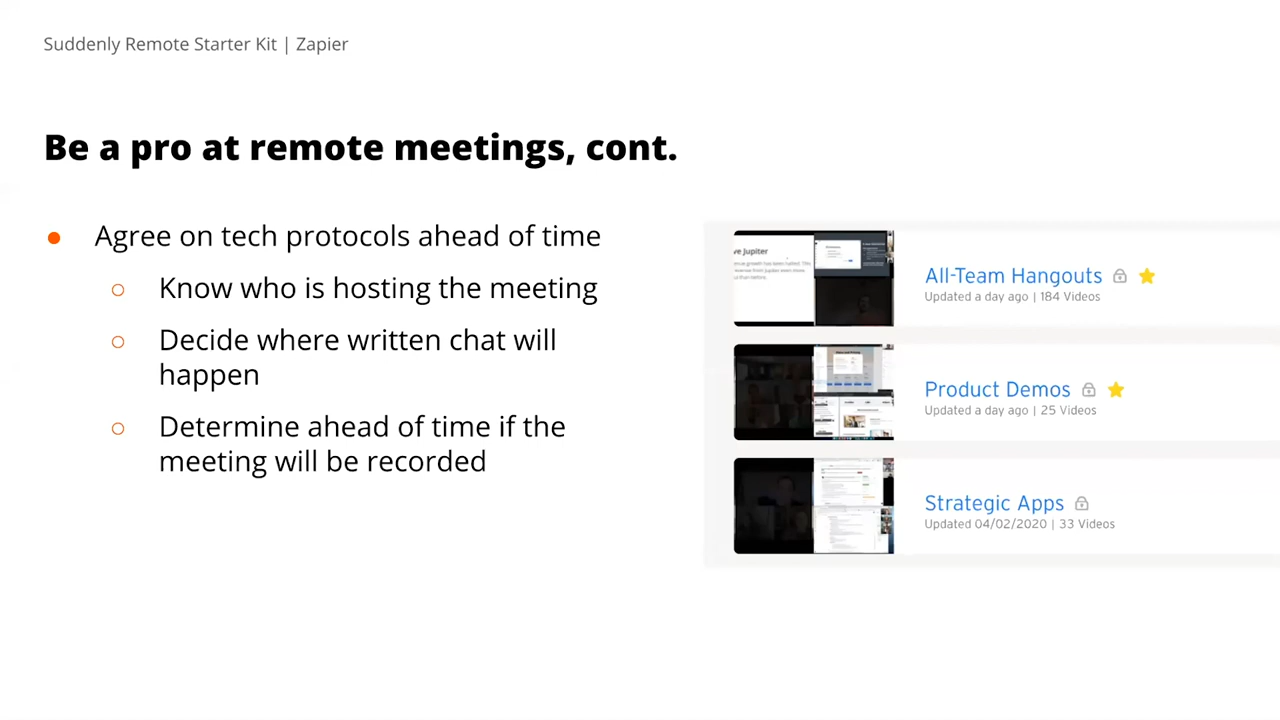 Suddenly Remote Starter Kit | Zapier
Be a pro at remote meetings, cont.
● Agree on tech protocols ahead of time
○ Know who is hosting the meeting
○ Decide where written chat will
happen
○ Determine ahead of time if the
meeting will be recorded
ve Jupiter
All-Team Hangouts
Updated a day ago | 184 Videos
Product Demos
Updated a day ago | 25 Videos
Strategic Apps
Updated 04/02/2020 | 33 Videos